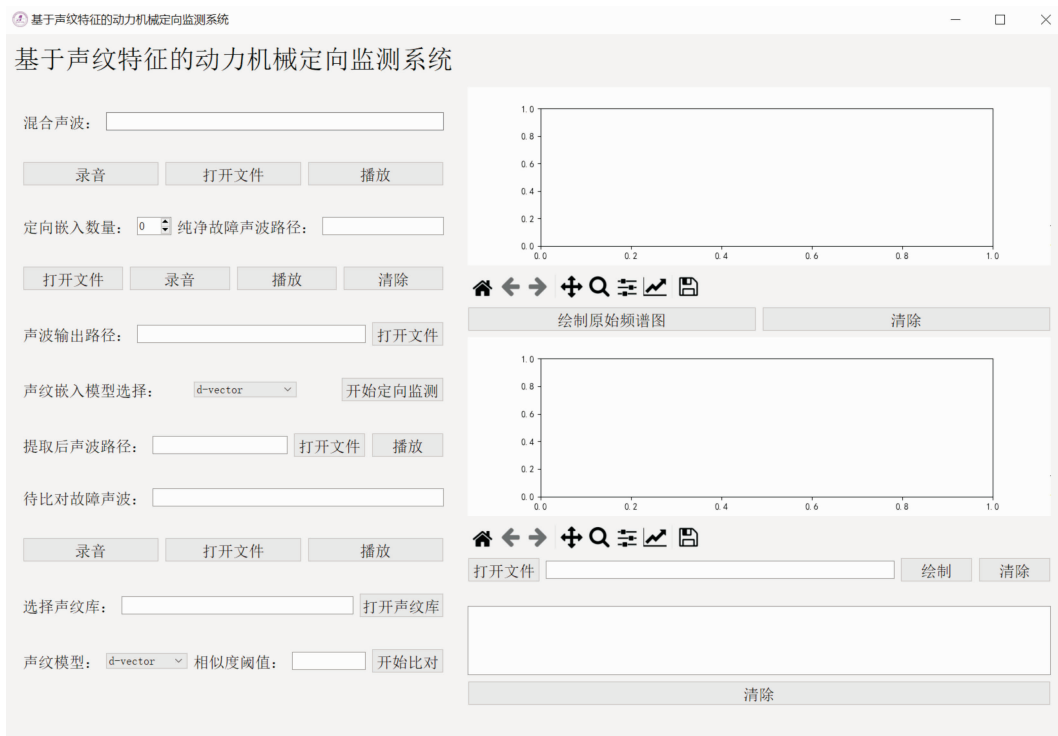 基于声纹特征的动力机械定向监测系统
基于声纹特征的动力机械定向监测系统
混合声波：
录音 打开文件 播放
定向嵌入数量： 0 纯净故障声波路径：
打开文件 录音 播放 清除
声波输出路径： 打开文件
声纹嵌入模型选择： d-vector 开始定向监测
提取后声波路径： 打开文件 播放
待比对故障声波：
录音 打开文件 播放
选择声纹库： 打开声纹库
声纹模型： d-vector 相似度阈值： 开始比对
1.0
0.8
0.6
0.4
0.2
0.0
0.0 0.2 0.4 0.6 0.8 1.0
绘制原始频谱图 清除
1.0
0.8
0.6
0.4
0.2
0.0
0.0 0.2 0.4 0.6 0.8 1.0
打开文件 绘制 清除
清除